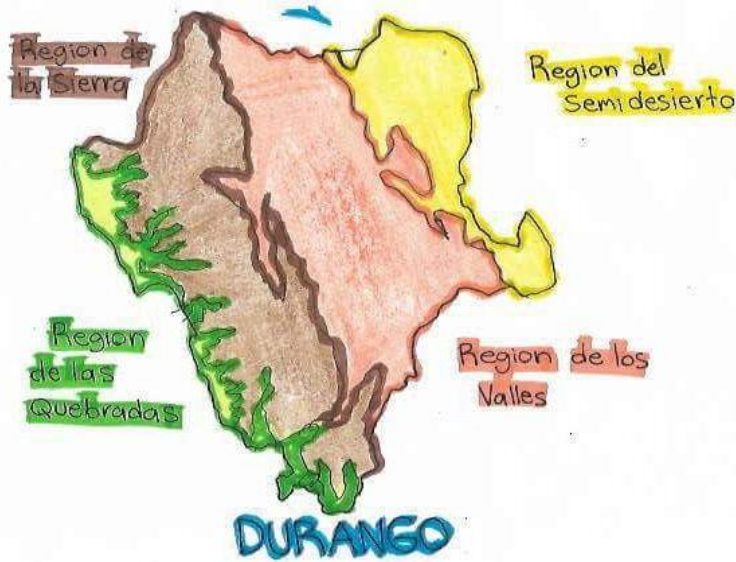 Region de
la Sierra
Region del
Semidesierto
Region
de las
Quebradas
Region de los
Valles
DURANGO